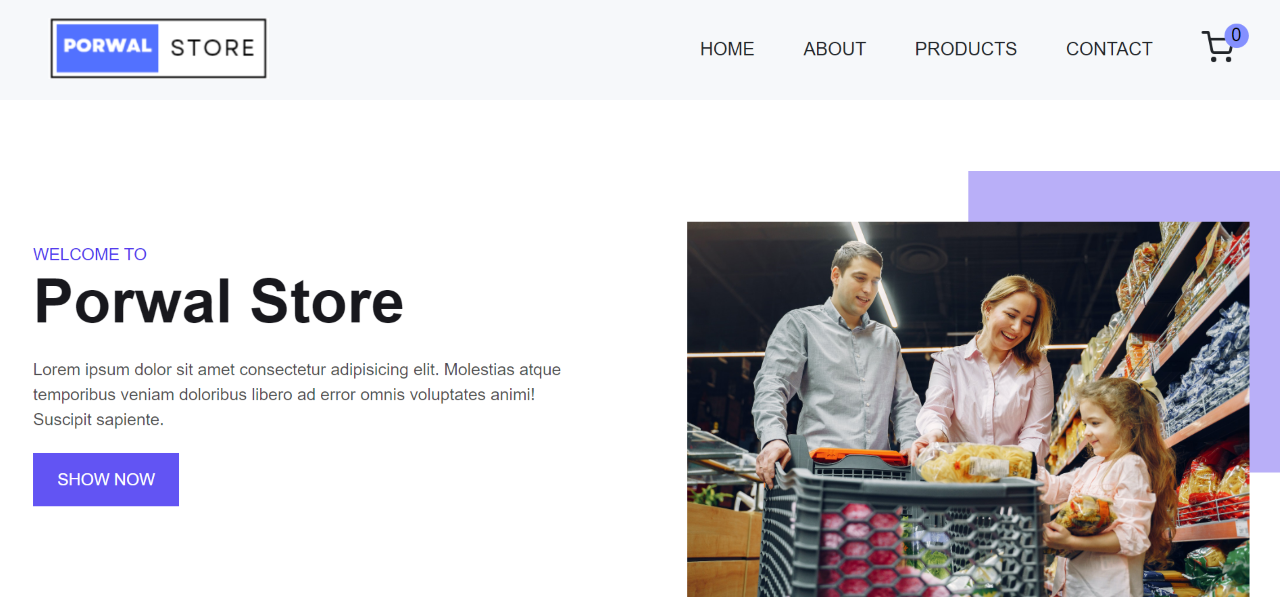 PORWAL STORE
HOME ABOUT PRODUCTS CONTACT 0
WELCOME TO
Porwal Store
Lorem ipsum dolor sit amet consectetur adipisicing elit. Molestias atque
temporibus veniam doloribus libero ad error omnis voluptates animi!
Suscipit sapiente.
SHOW NOW